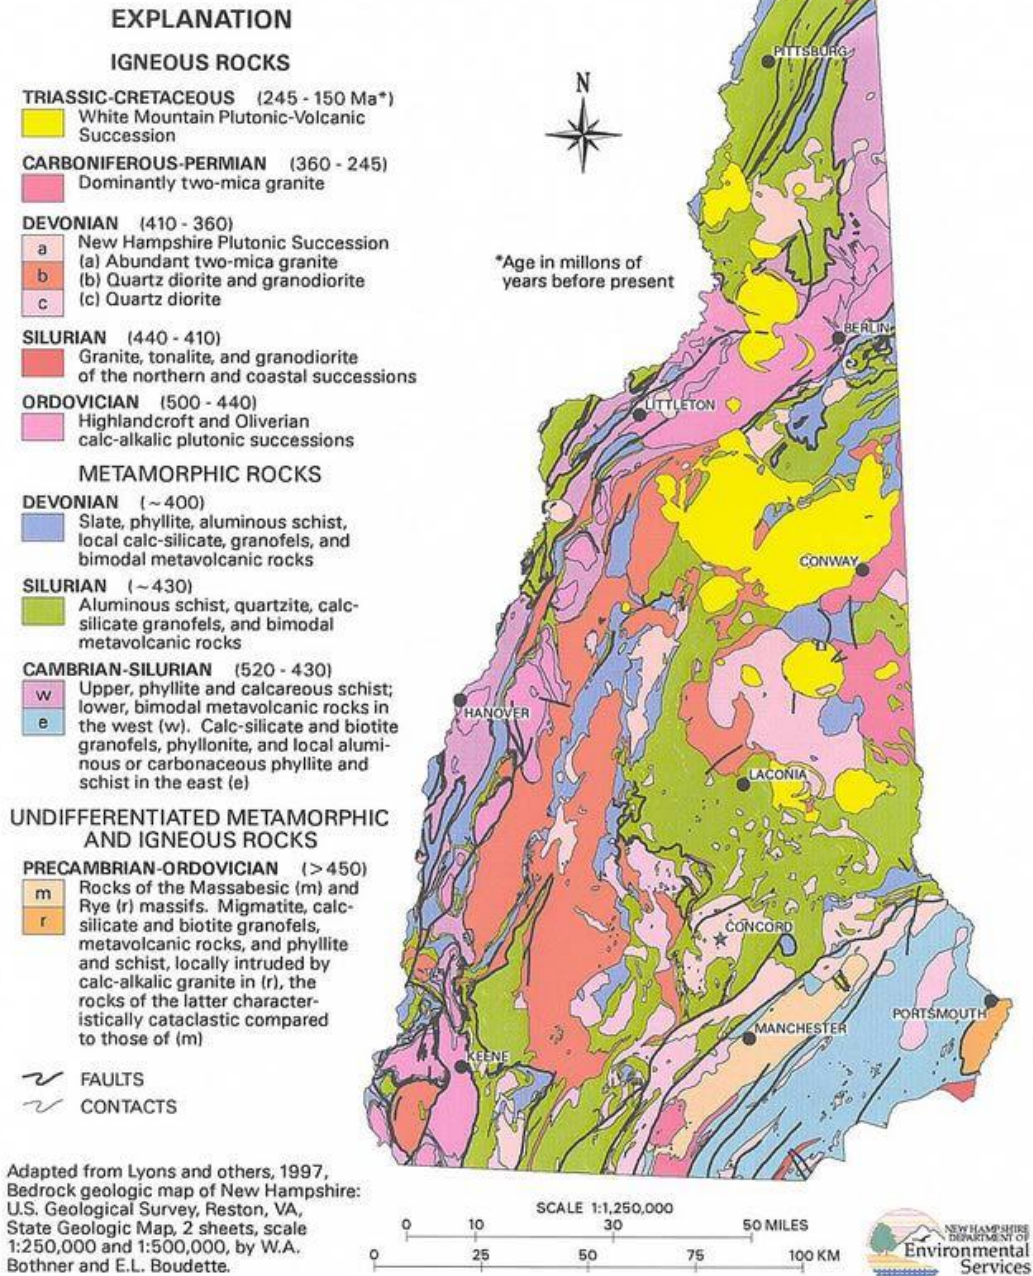 EXPLANATION
IGNEOUS ROCKS
TRIASSIC-CRETACEOUS (245 - 150 Ma*)
White Mountain Plutonic-Volcanic
Succession
CARBONIFEROUS-PERMIAN (360 - 245)
Dominantly two-mica granite
DEVONIAN (410 - 360)
New Hampshire Plutonic Succession
a (a) Abundant two-mica granite
b (b) Quartz diorite and granodiorite
c (c) Quartz diorite
SILURIAN (440 - 410)
Granite, tonalite, and granodiorite
of the northern and coastal successions
ORDOVICIAN (500 - 440)
Highlandcroft and Oliverian
calc-alkalic plutonic successions
METAMORPHIC ROCKS
DEVONIAN (~400)
Slate, phyllite, aluminous schist,
local calc-silicate, granofels, and
bimodal metavolcanic rocks
SILURIAN (~430)
Aluminous schist, quartzite, calc-
silicate granofels, and bimodal
metavolcanic rocks
CAMBRIAN-SILURIAN (520 - 430)
w Upper, phyllite and calcareous schist;
lower, bimodal metavolcanic rocks in
e the west (w). Calc-silicate and biotite
granofels, phyllonite, and local alumi-
nous or carbonaceous phyllite and
schist in the east (e)
UNDIFFERENTIATED METAMORPHIC
AND IGNEOUS ROCKS
PRECAMBRIAN-ORDOVICIAN (>450)
m Rocks of the Massabesic (m) and
Rye (r) massifs. Migmatite, calc-
r silicate and biotite granofels,
metavolcanic rocks, and phyllite
and schist, locally intruded by
calc-alkalic granite in (r), the
rocks of the latter character-
istically cataclastic compared
to those of (m)
FAULTS
CONTACTS
Adapted from Lyons and others, 1997,
Bedrock geologic map of New Hampshire:
U.S. Geological Survey, Reston, VA,
State Geologic Map, 2 sheets, scale
1:250,000 and 1:500,000, by W.A.
Bothner and E.L. Boudette.
N
*Age in millons of
years before present
PITTSBURG
BERLIN
LITTLETON
CONWAY
HANOVER
LACONIA
CONCORD
PORTSMOUTH
MANCHESTER
KEENE
SCALE 1:1,250,000
0 10 30 50 MILES
0 25 50 75 100 KM
NEW HAMPSHIRE
DEPARTMENT OF
Environmental
Services